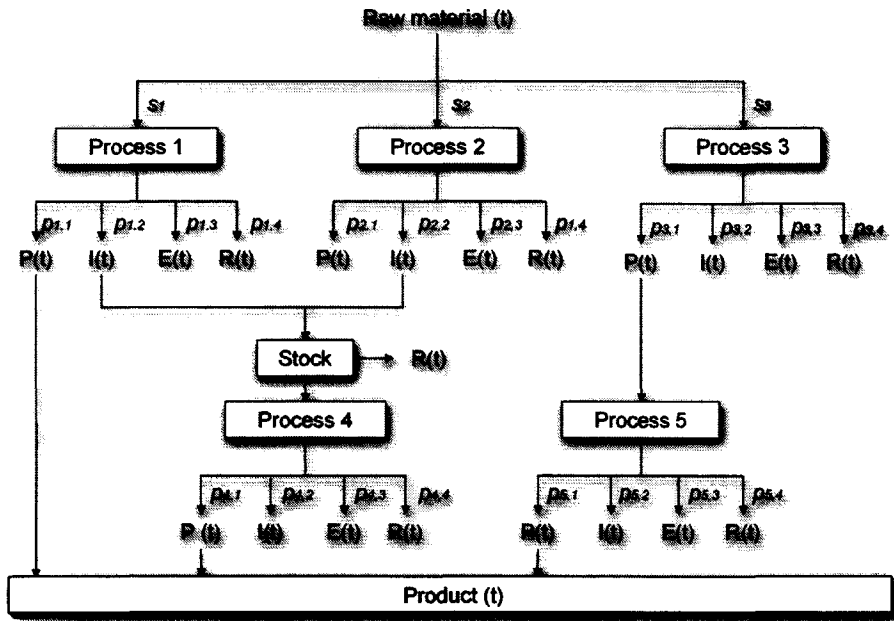 Raw material (t)
s1 s2 s3
Process 1 Process 2 Process 3
p1.1 p1.2 p1.3 p1.4 p2.1 p2.2 p2.3 p1.4 p3.1 p3.2 p3.3 p3.4
P(t) I(t) E(t) R(t) P(t) I(t) E(t) R(t) P(t) I(t) E(t) R(t)
Stock R(t)
Process 4 Process 5
p4.1 p4.2 p4.3 p4.4 p5.1 p5.2 p5.3 p5.4
P (t) I(t) E(t) R(t) P(t) I(t) E(t) R(t)
Product (t)